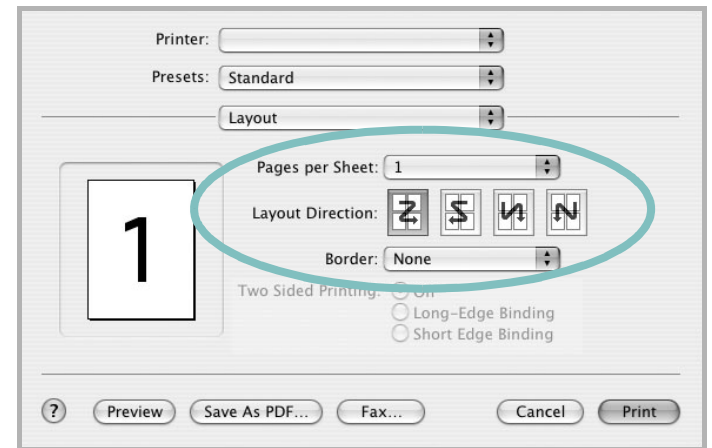 Printer:
Presets: Standard
Layout
Pages per Sheet: 1
Layout Direction:
1
Border: None
Two Sided Printing:
Long-Edge Binding
Short Edge Binding
? Preview Save As PDF... Fax... Cancel Print